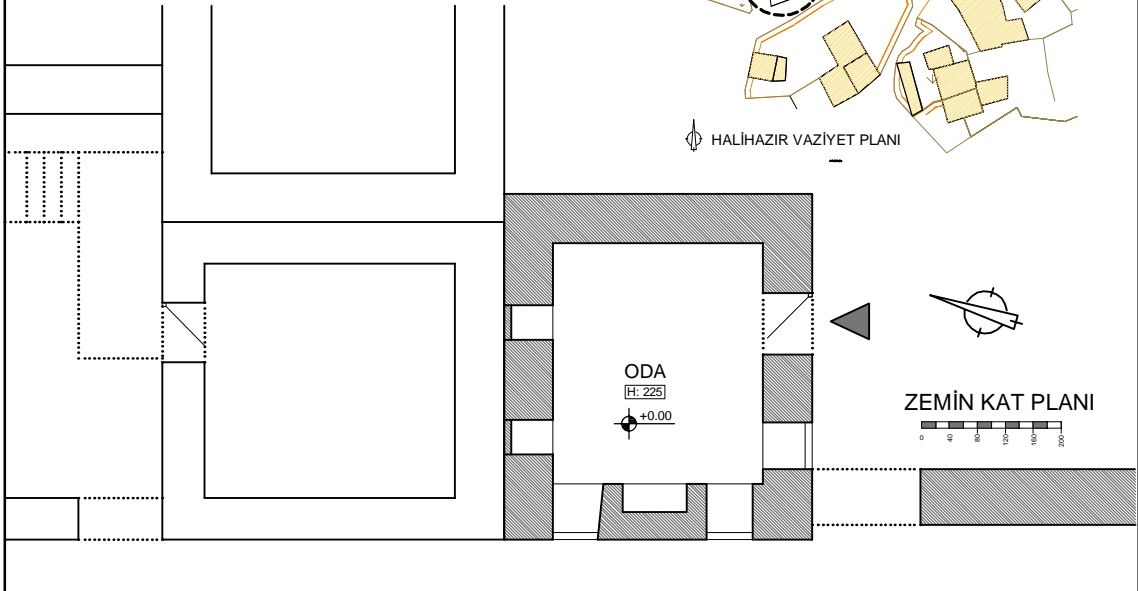 HALİHAZIR VAZİYET PLANI
ODA
H: 225
+0.00
ZEMİN KAT PLANI
0 40 80 120 160 200